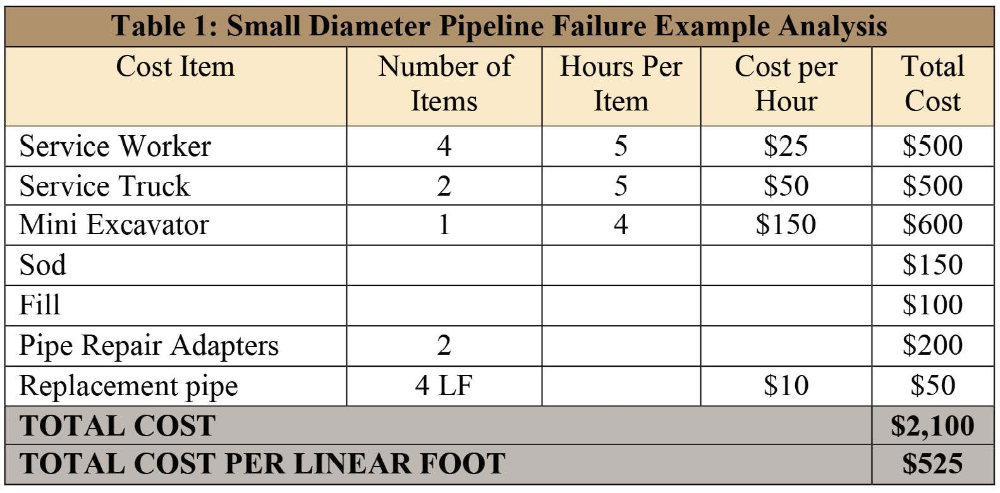 Table 1: Small Diameter Pipeline Failure Example Analysis
Cost Item Number of Items Hours Per Item Cost per Hour Total Cost
Service Worker 4 5 $25 $500
Service Truck 2 5 $50 $500
Mini Excavator 1 4 $150 $600
Sod $150
Fill $100
Pipe Repair Adapters 2 $200
Replacement pipe 4 LF $10 $50
TOTAL COST $2,100
TOTAL COST PER LINEAR FOOT $525